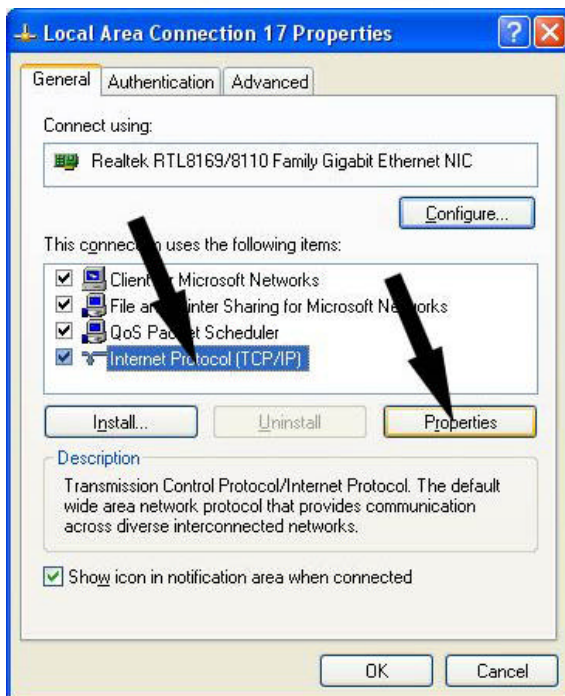 Local Area Connection 17 Properties
General Authentication Advanced
Connect using:
Realtek RTL8169/8110 Family Gigabit Ethernet NIC
Configure...
This connection uses the following items:
Client for Microsoft Networks
File and Printer Sharing for Microsoft Networks
QoS Packet Scheduler
Internet Protocol (TCP/IP)
Install... Uninstall Properties
Description
Transmission Control Protocol/Internet Protocol. The default
wide area network protocol that provides communication
across diverse interconnected networks.
Show icon in notification area when connected
OK Cancel